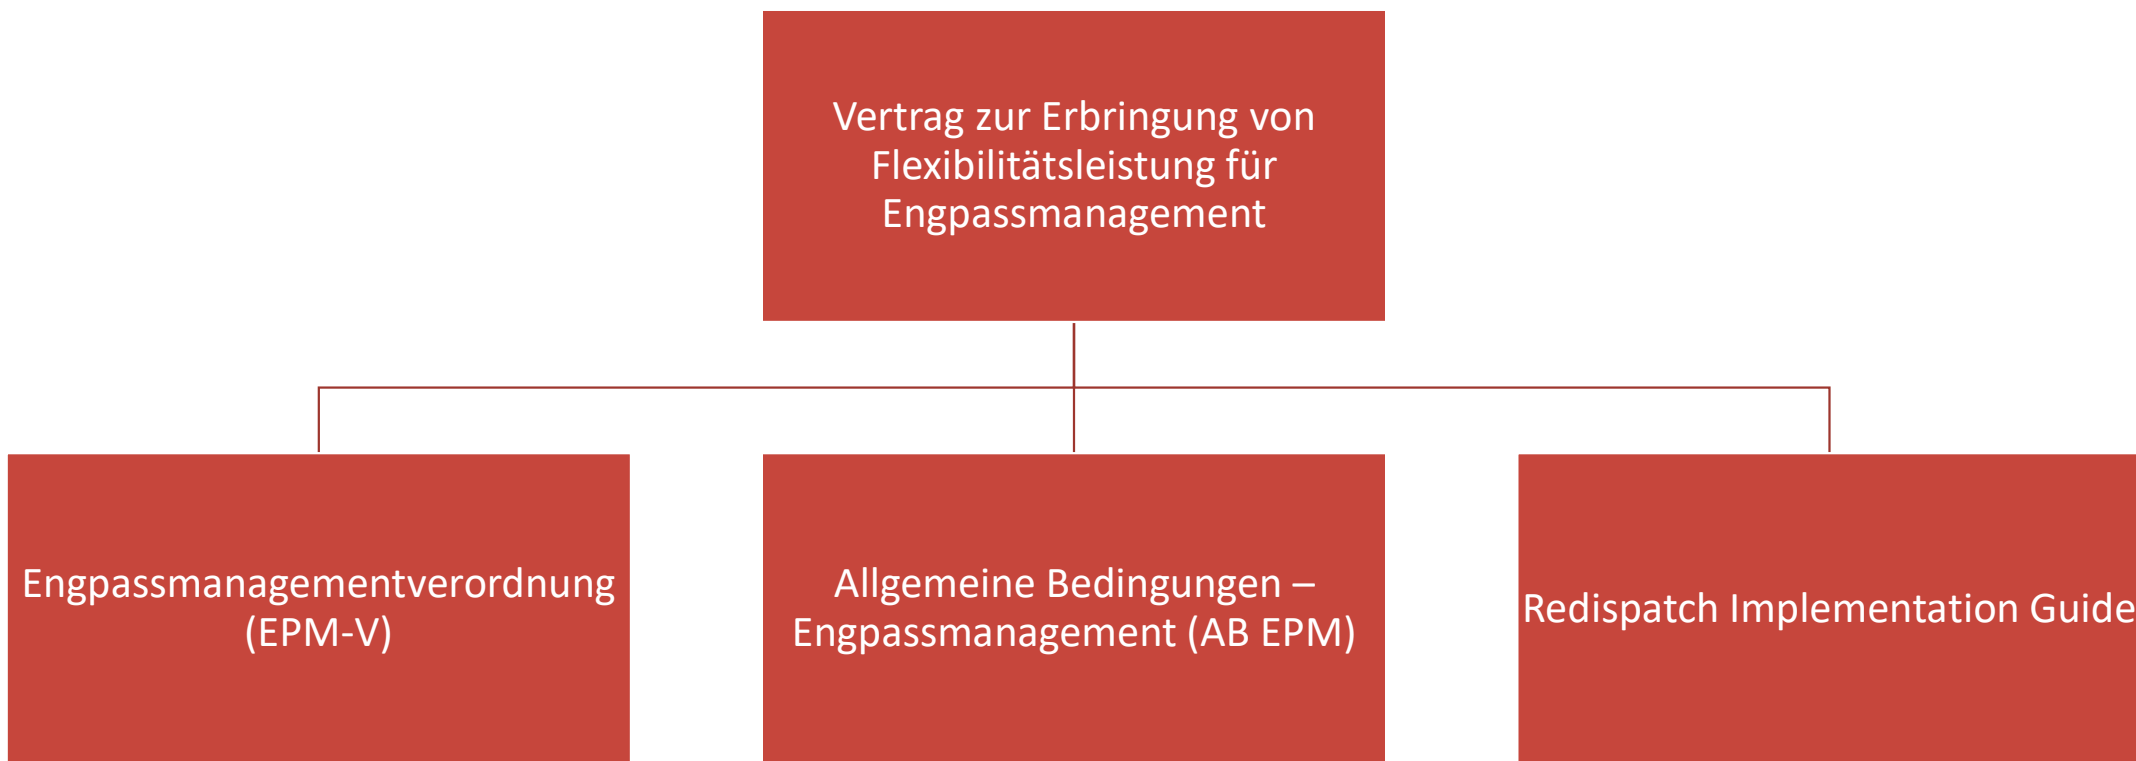 Vertrag zur Erbringung von
Flexibilitätsleistung für
Engpassmanagement
Engpassmanagementverordnung
(EPM-V)
Allgemeine Bedingungen –
Engpassmanagement (AB EPM)
Redispatch Implementation Guide